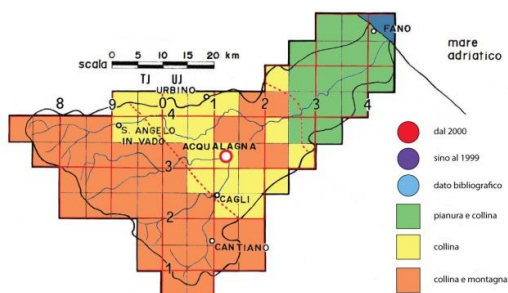 FANO
mare
adriatico
scala 0 5 10 15 20 km
TJ UJ
URBINO
8 9 0 1 2 3 4
S. ANGELO
IN VADO
4
ACQUALAGNA
3
CAGLI
2
CANTIANO
1
dal 2000
sino al 1999
dato bibliografico
pianura e collina
collina
collina e montagna